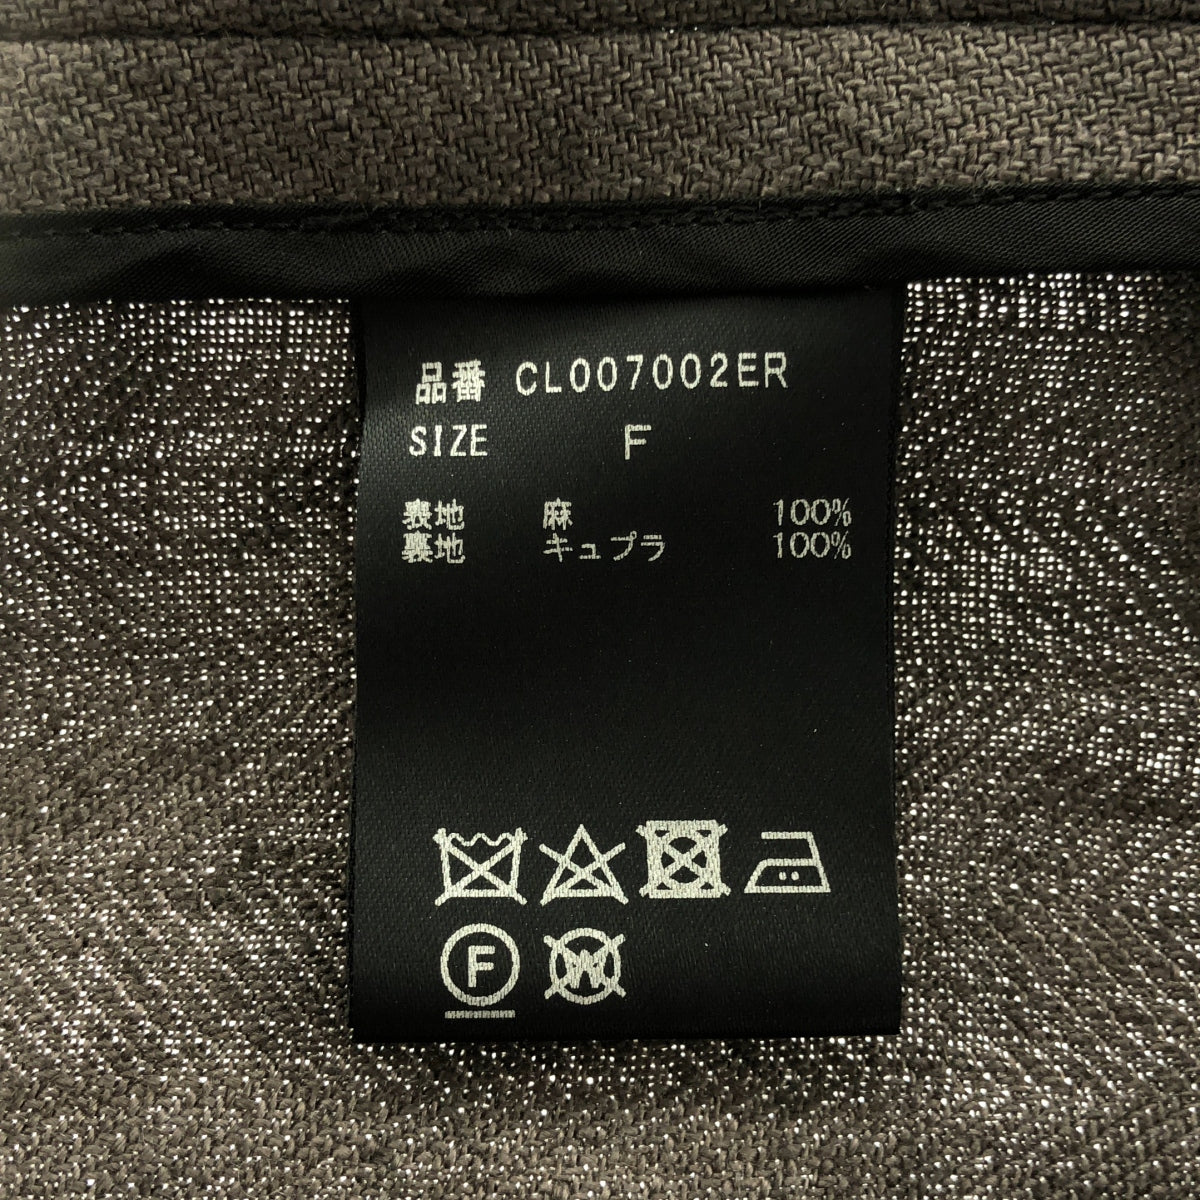 品番 CL007002ER
SIZE F
表地 麻 100%
裏地 キュプラ 100%
F W